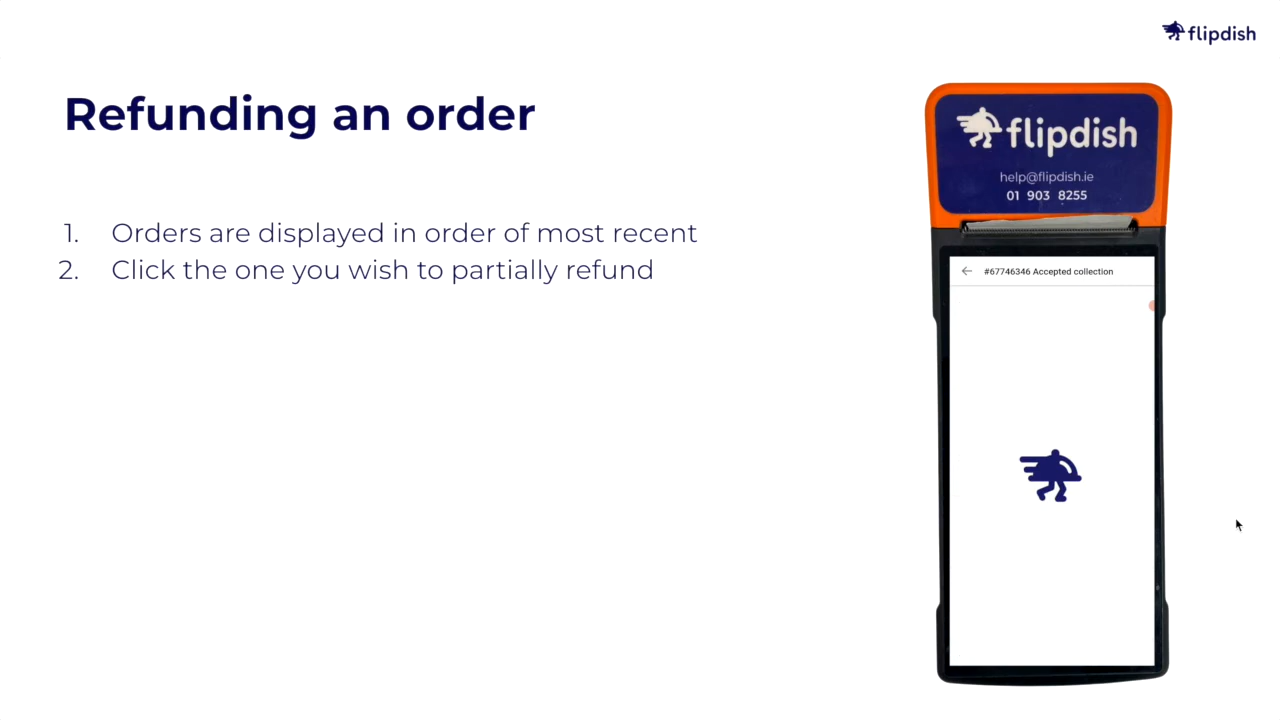 flipdish
Refunding an order
1. Orders are displayed in order of most recent
2. Click the one you wish to partially refund
flipdish
help@flipdish.ie
01 903 8255
#67746346 Accepted collection